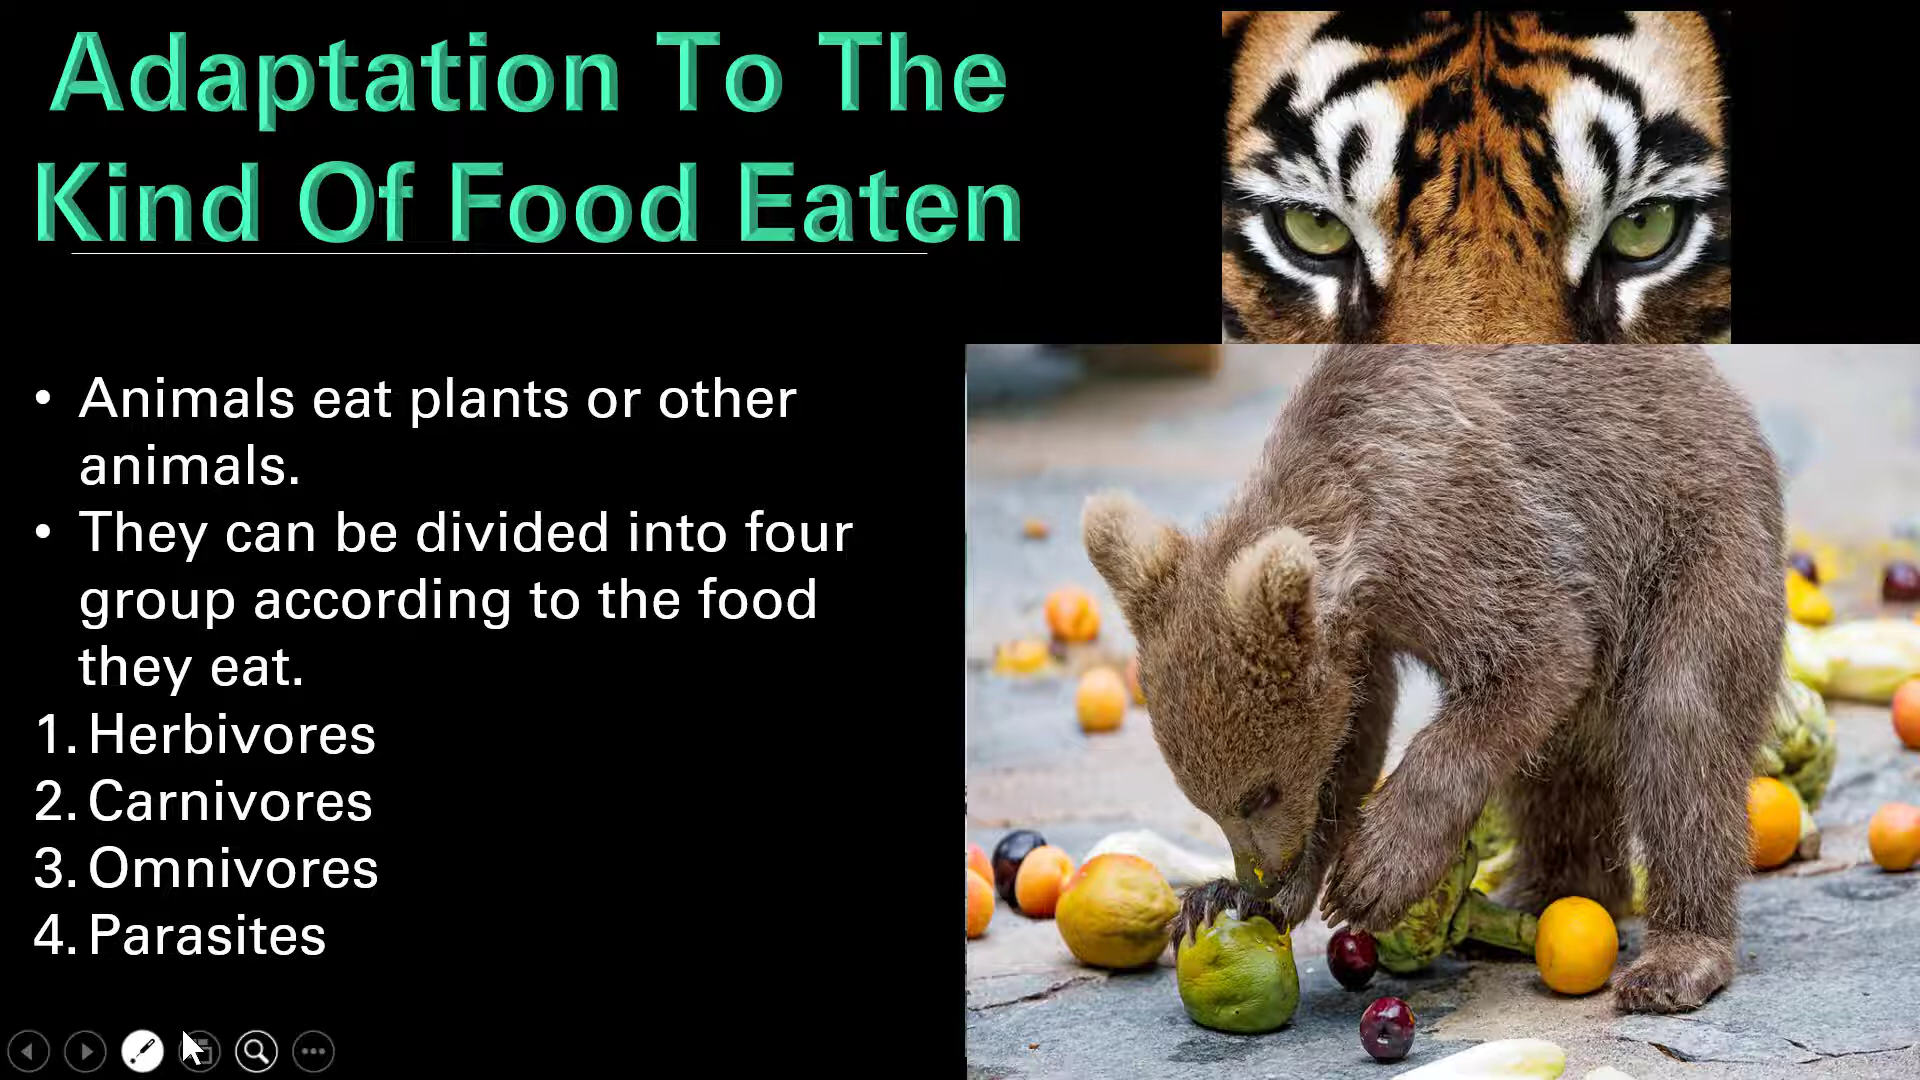 Adaptation To The
Kind Of Food Eaten
• Animals eat plants or other
animals.
• They can be divided into four
group according to the food
they eat.
1. Herbivores
2. Carnivores
3. Omnivores
4. Parasites